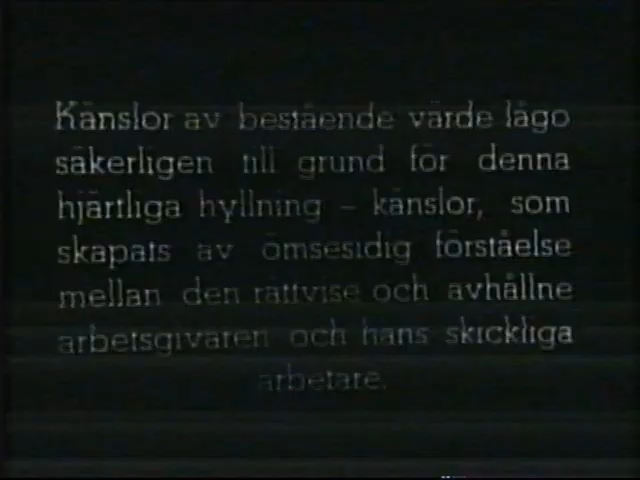 Känslor av bestående värde lågo
säkerligen till grund för denna
hjärtliga hyllning – känslor, som
skapats av ömsesidig förståelse
mellan den rättvise och avhållne
arbetsgivaren och hans skickliga
arbetare.